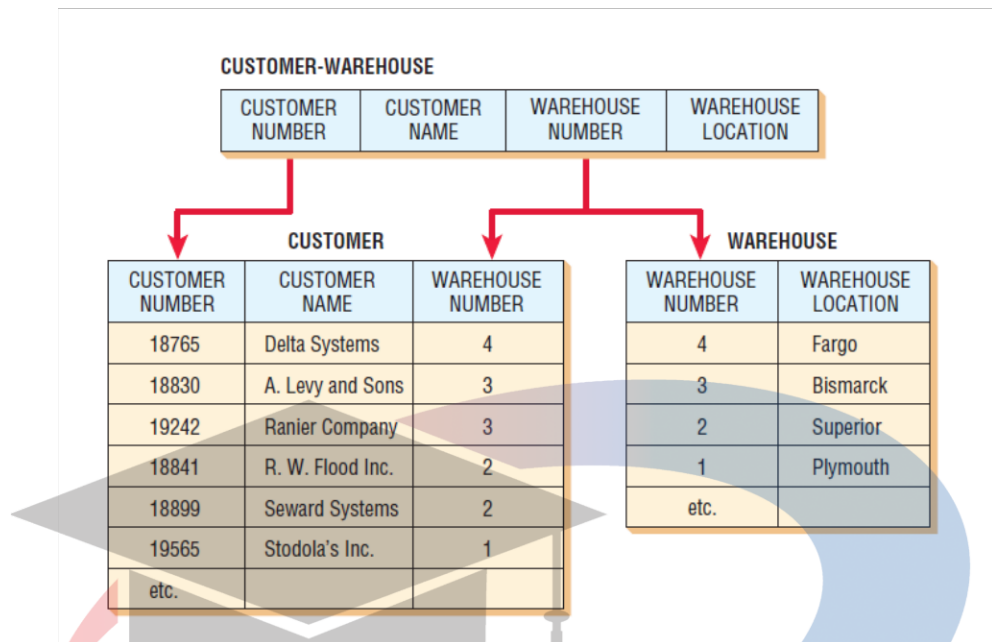 CUSTOMER-WAREHOUSE
CUSTOMER NUMBER CUSTOMER NAME WAREHOUSE NUMBER WAREHOUSE LOCATION
CUSTOMER
CUSTOMER NUMBER CUSTOMER NAME WAREHOUSE NUMBER
18765 Delta Systems 4
18830 A. Levy and Sons 3
19242 Ranier Company 3
18841 R. W. Flood Inc. 2
18899 Seward Systems 2
19565 Stodola's Inc. 1
etc.
WAREHOUSE
WAREHOUSE NUMBER WAREHOUSE LOCATION
4 Fargo
3 Bismarck
2 Superior
1 Plymouth
etc.